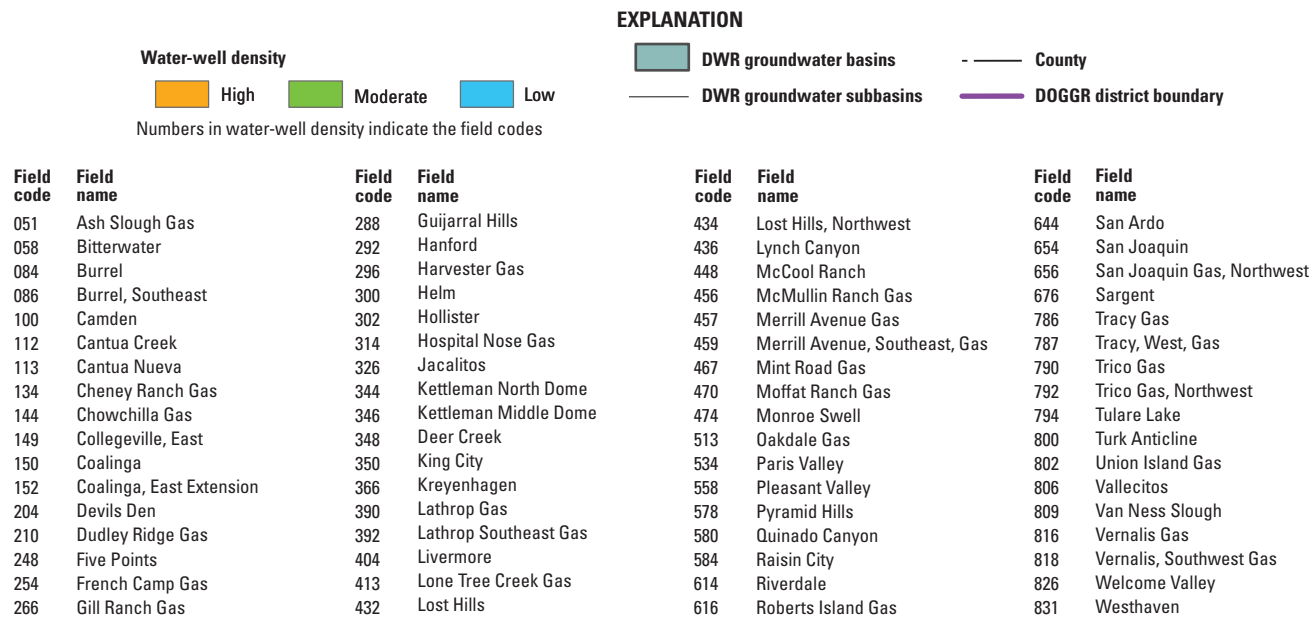 EXPLANATION
Water-well density
High
Moderate
Low
Numbers in water-well density indicate the field codes
DWR groundwater basins
DWR groundwater subbasins
County
DOGGR district boundary
Field code Field name
051 Ash Slough Gas
058 Bitterwater
084 Burrel
086 Burrel, Southeast
100 Camden
112 Cantua Creek
113 Cantua Nueva
134 Cheney Ranch Gas
144 Chowchilla Gas
149 Collegeville, East
150 Coalinga
152 Coalinga, East Extension
204 Devils Den
210 Dudley Ridge Gas
248 Five Points
254 French Camp Gas
266 Gill Ranch Gas
Field code Field name
288 Guijarral Hills
292 Hanford
296 Harvester Gas
300 Helm
302 Hollister
314 Hospital Nose Gas
326 Jacalitos
344 Kettleman North Dome
346 Kettleman Middle Dome
348 Deer Creek
350 King City
366 Kreyenhagen
390 Lathrop Gas
392 Lathrop Southeast Gas
404 Livermore
413 Lone Tree Creek Gas
432 Lost Hills
Field code Field name
434 Lost Hills, Northwest
436 Lynch Canyon
448 McCool Ranch
456 McMullin Ranch Gas
457 Merrill Avenue Gas
459 Merrill Avenue, Southeast, Gas
467 Mint Road Gas
470 Moffat Ranch Gas
474 Monroe Swell
513 Oakdale Gas
534 Paris Valley
558 Pleasant Valley
578 Pyramid Hills
580 Quinado Canyon
584 Raisin City
614 Riverdale
616 Roberts Island Gas
Field code Field name
644 San Ardo
654 San Joaquin
656 San Joaquin Gas, Northwest
676 Sargent
786 Tracy Gas
787 Tracy, West, Gas
790 Trico Gas
792 Trico Gas, Northwest
794 Tulare Lake
800 Turk Anticline
802 Union Island Gas
806 Vallecitos
809 Van Ness Slough
816 Vernalis Gas
818 Vernalis, Southwest Gas
826 Welcome Valley
831 Westhaven